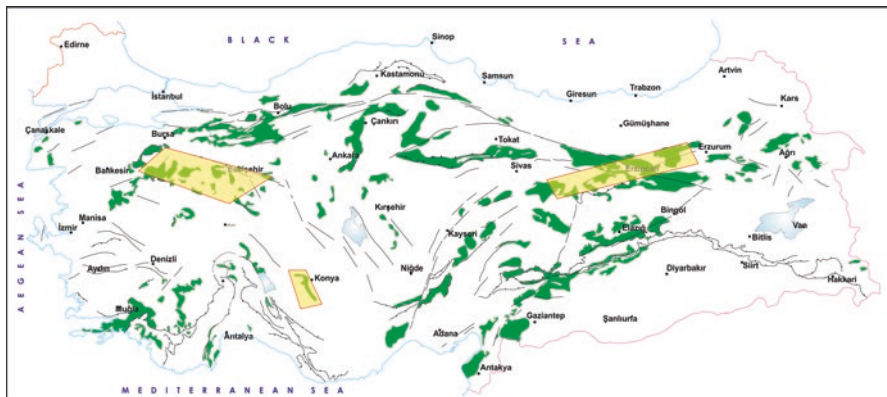 BLACK SEA
Sinop
Edirne
Kastamonu
Artvin
Samsun
Trabzon
İstanbul
Giresun
Kars
Bolu
Çankırı
Gümüşhane
Çanakkale
Bursa
Tokat
Erzurum
Ağrı
Ankara
Balıkesir
Eskişehir
Sivas
Kırşehir
Bingöl
Manisa
Elazığ
Van
İzmir
Kayseri
Bitlis
AEGEAN SEA
Denizli
Siirt
Aydın
Konya
Niğde
Diyarbakır
Hakkari
Muğla
Gaziantep
Şanlıurfa
Antalya
Adana
Antakya
MEDITERRANEAN SEA